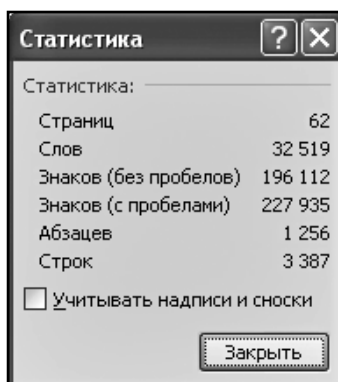 Статистика
Статистика:
Страниц 62
Слов 32 519
Знаков (без пробелов) 196 112
Знаков (с пробелами) 227 935
Абзацев 1 256
Строк 3 387
Учитывать надписи и сноски
Закрыть